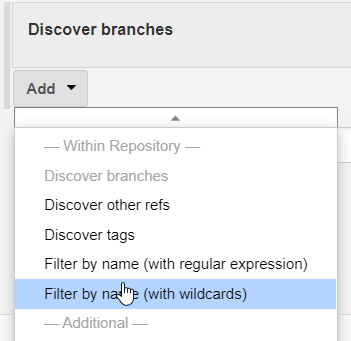 Discover branches
Add
— Within Repository —
Discover branches
Discover other refs
Discover tags
Filter by name (with regular expression)
Filter by name (with wildcards)
— Additional —